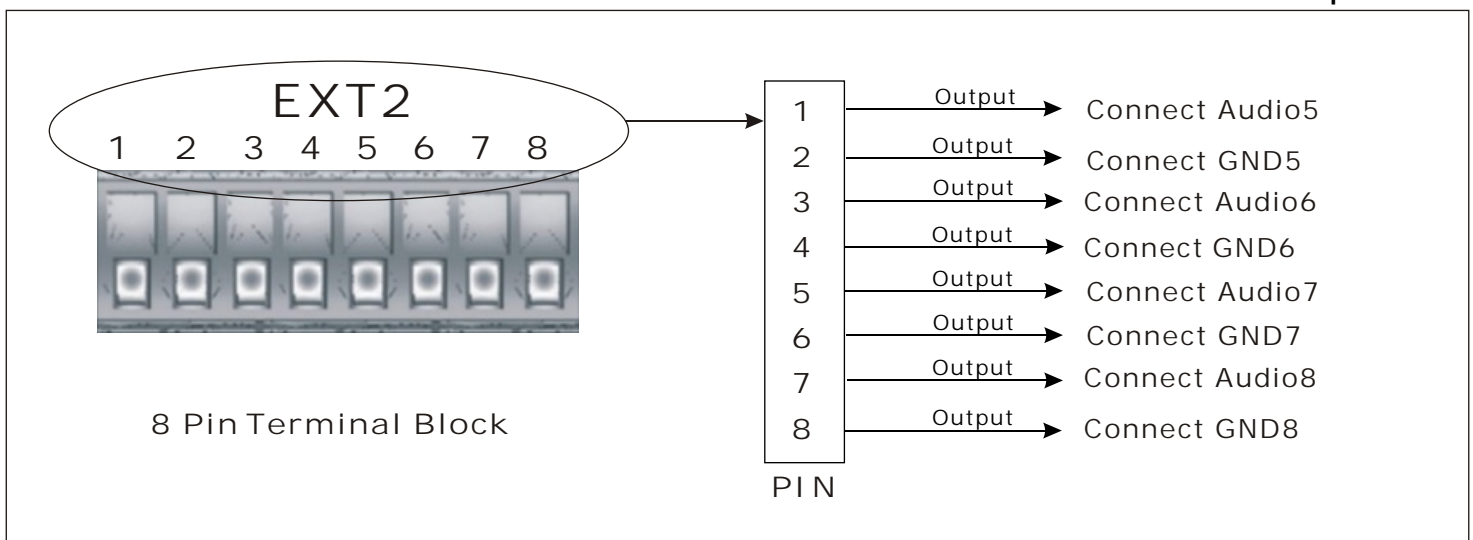 EXT2
1 2 3 4 5 6 7 8
8 Pin Terminal Block
1 Output Connect Audio5
2 Output Connect GND5
3 Output Connect Audio6
4 Output Connect GND6
5 Output Connect Audio7
6 Output Connect GND7
7 Output Connect Audio8
8 Output Connect GND8
PIN